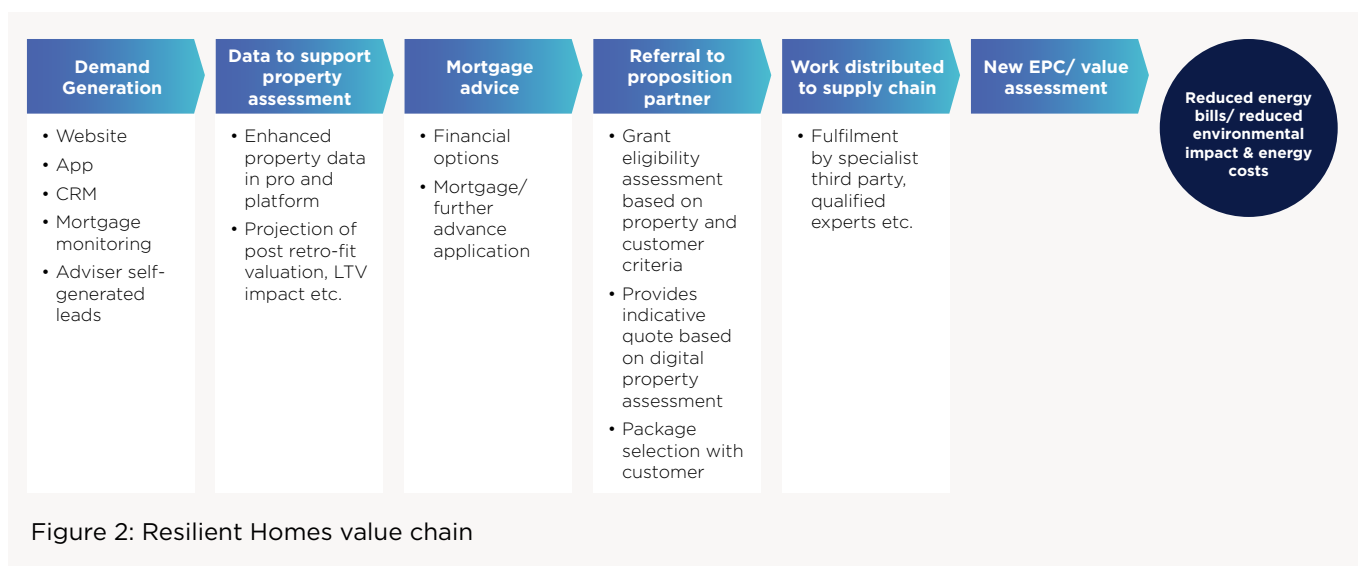 Demand
Generation
• Website
• App
• CRM
• Mortgage
monitoring
• Adviser self-
generated
leads
Data to support
property
assessment
• Enhanced
property data
in pro and
platform
• Projection of
post retro-fit
valuation, LTV
impact etc.
Mortgage
advice
• Financial
options
• Mortgage/
further
advance
application
Referral to
proposition
partner
• Grant
eligibility
assessment
based on
property and
customer
criteria
• Provides
indicative
quote based
on digital
property
assessment
• Package
selection with
customer
Work distributed
to supply chain
• Fulfilment
by specialist
third party,
qualified
experts etc.
New EPC/ value
assessment
Reduced energy
bills/ reduced
environmental
impact & energy
costs
Figure 2: Resilient Homes value chain